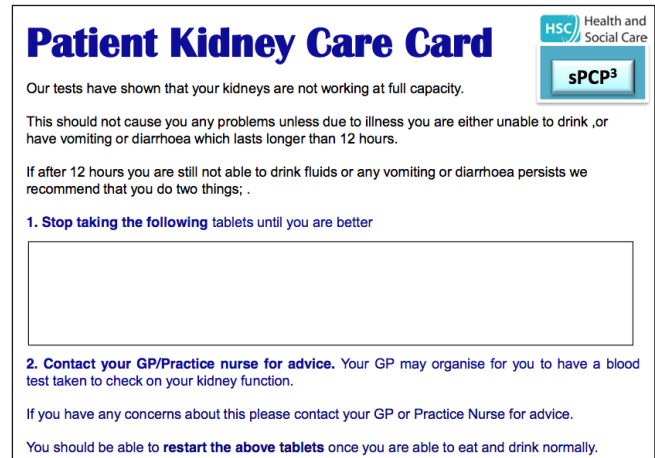 Patient Kidney Care Card
HSC Health and
Social Care
sPCP³
Our tests have shown that your kidneys are not working at full capacity.
This should not cause you any problems unless due to illness you are either unable to drink ,or
have vomiting or diarrhoea which lasts longer than 12 hours.
If after 12 hours you are still not able to drink fluids or any vomiting or diarrhoea persists we
recommend that you do two things; .
1. Stop taking the following tablets until you are better
2. Contact your GP/Practice nurse for advice. Your GP may organise for you to have a blood
test taken to check on your kidney function.
If you have any concerns about this please contact your GP or Practice Nurse for advice.
You should be able to restart the above tablets once you are able to eat and drink normally.